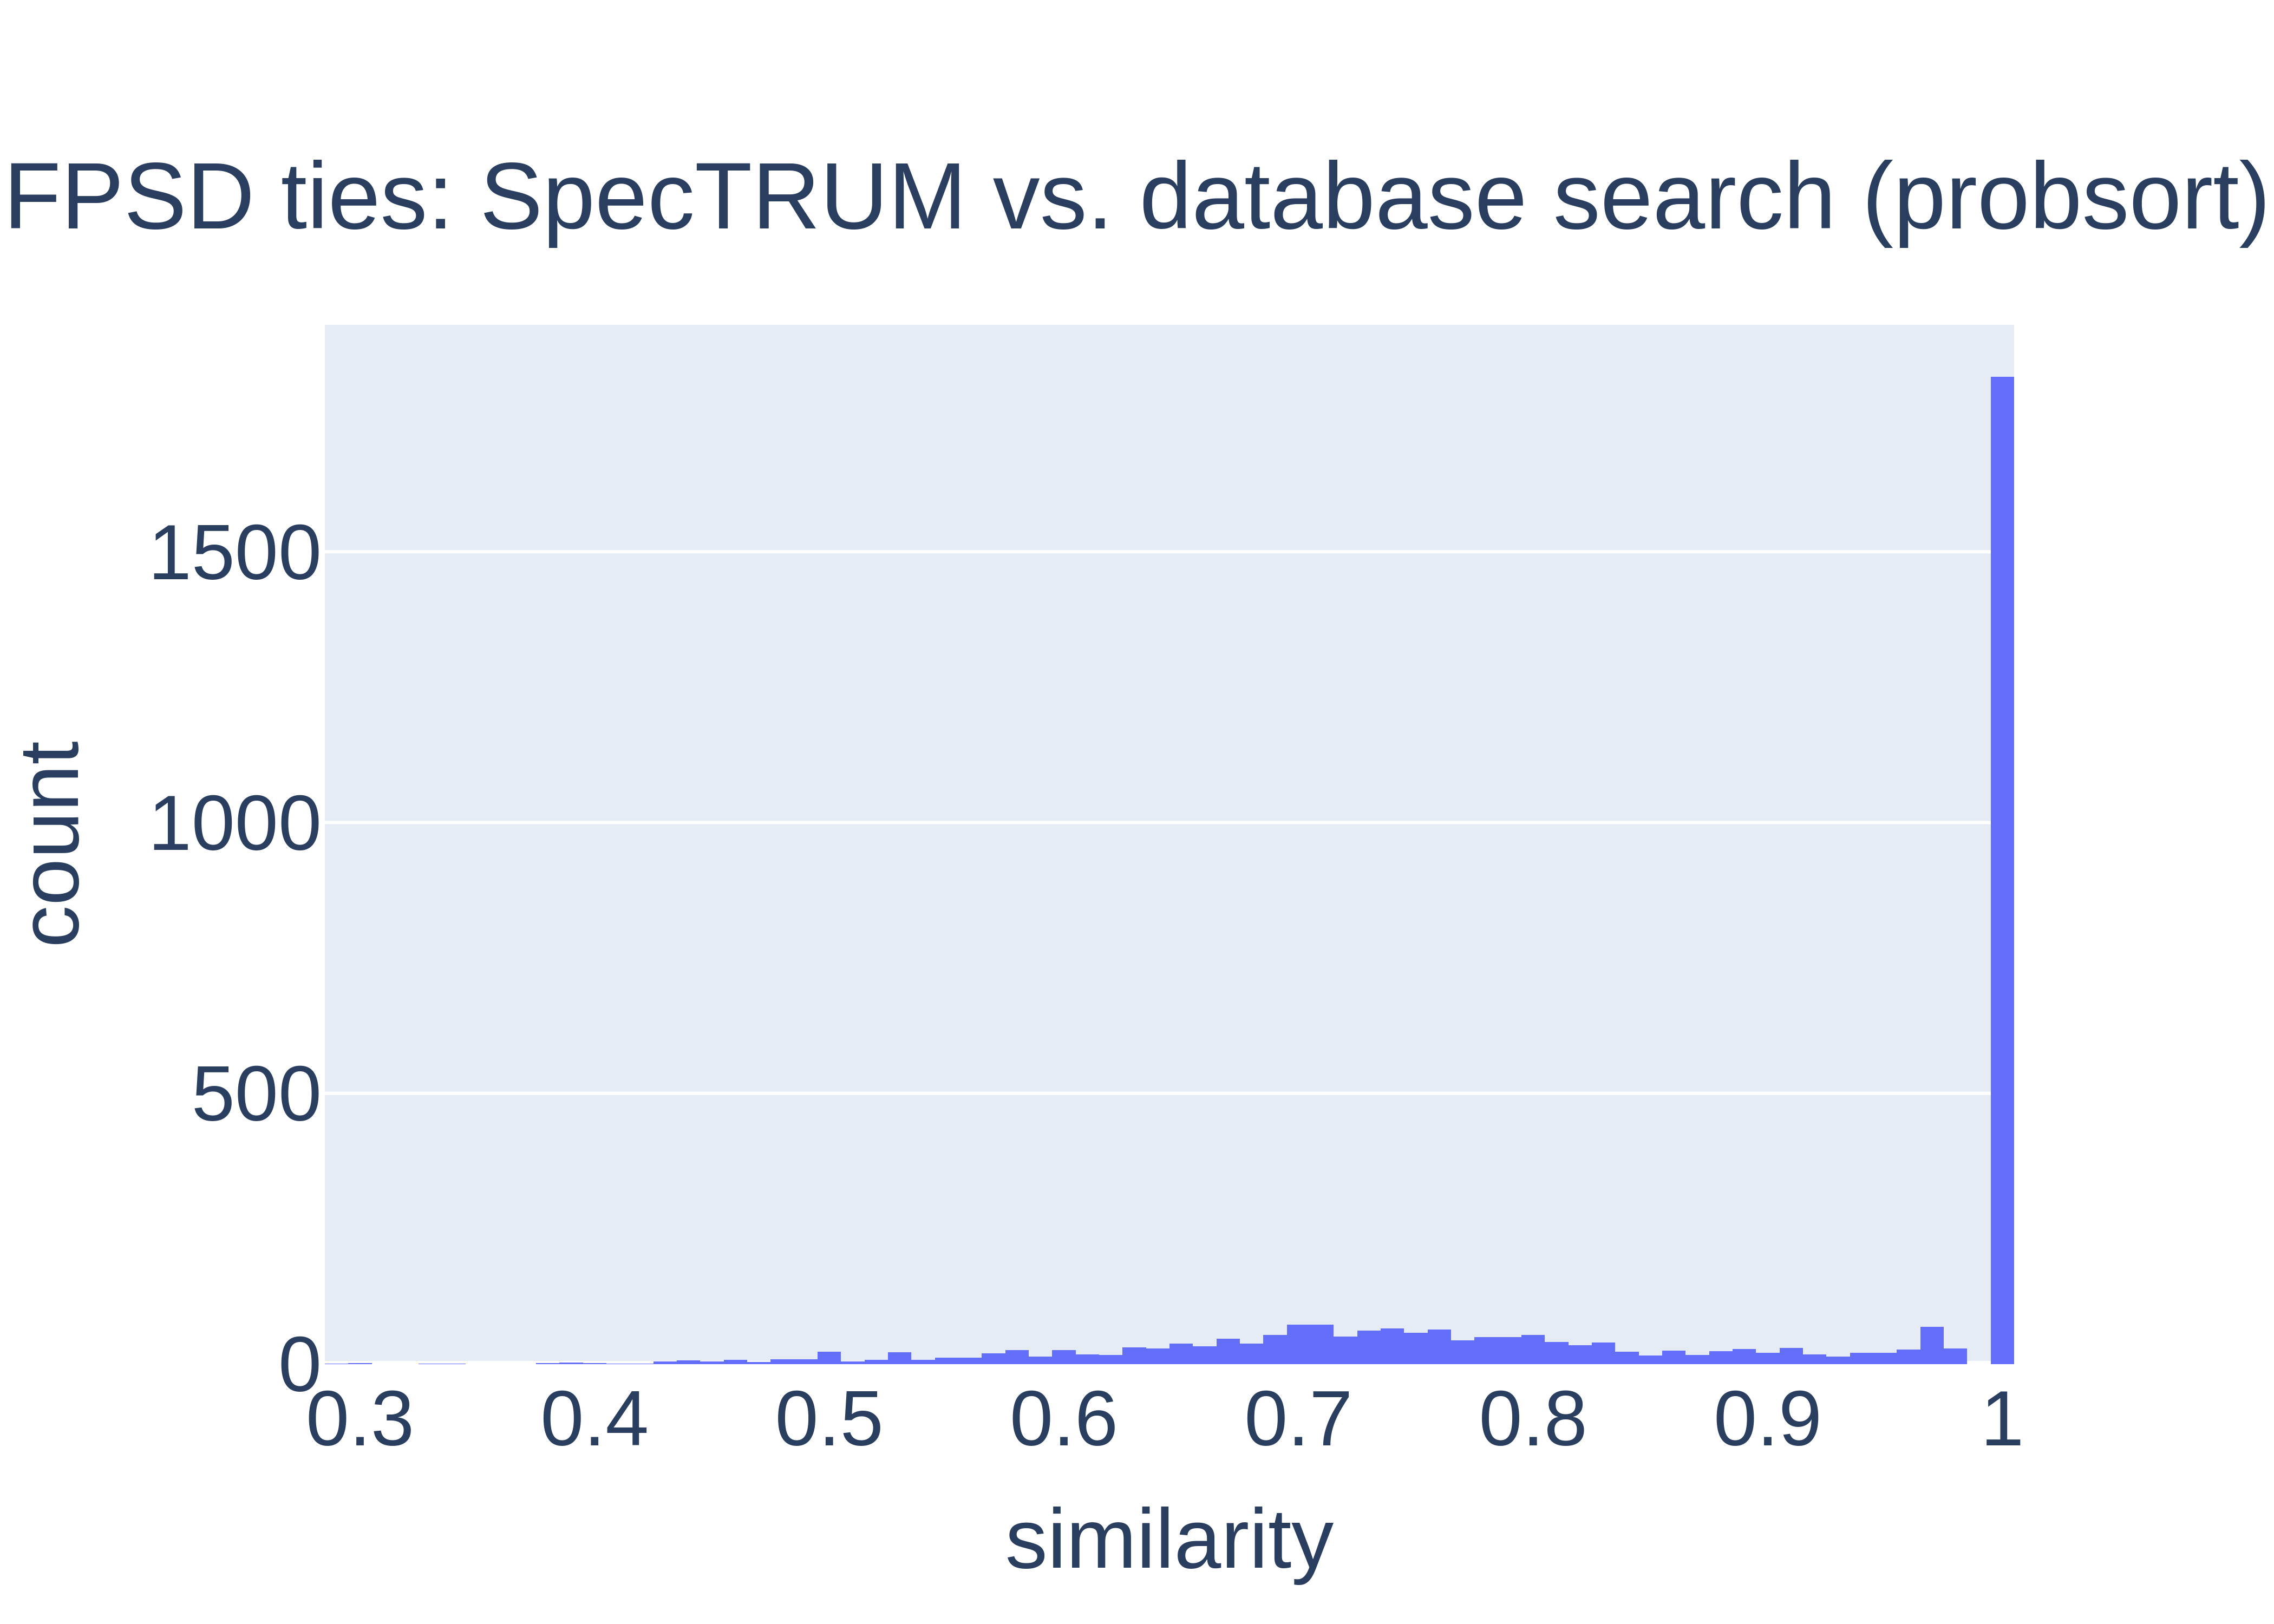 FPSD ties: SpecTRUM vs. database search (probsort)
1500
1000
500
0
count
0.3 0.4 0.5 0.6 0.7 0.8 0.9 1
similarity